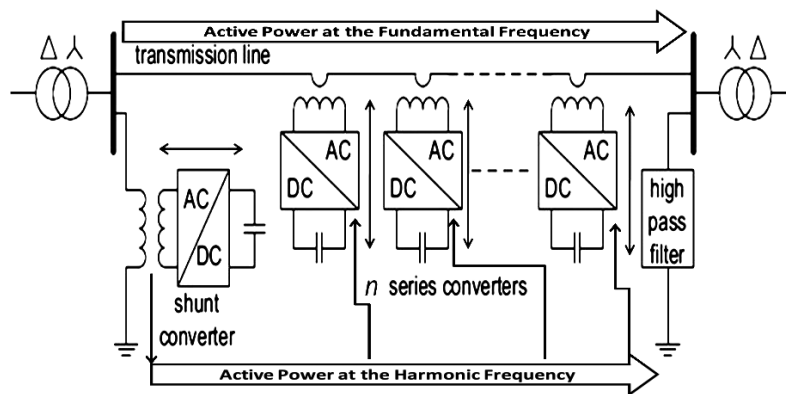 Active Power at the Fundamental Frequency
Δ
Δ
transmission line
AC
DC
AC
DC
AC
DC
AC
DC
high
pass
filter
shunt
converter
n series converters
Active Power at the Harmonic Frequency